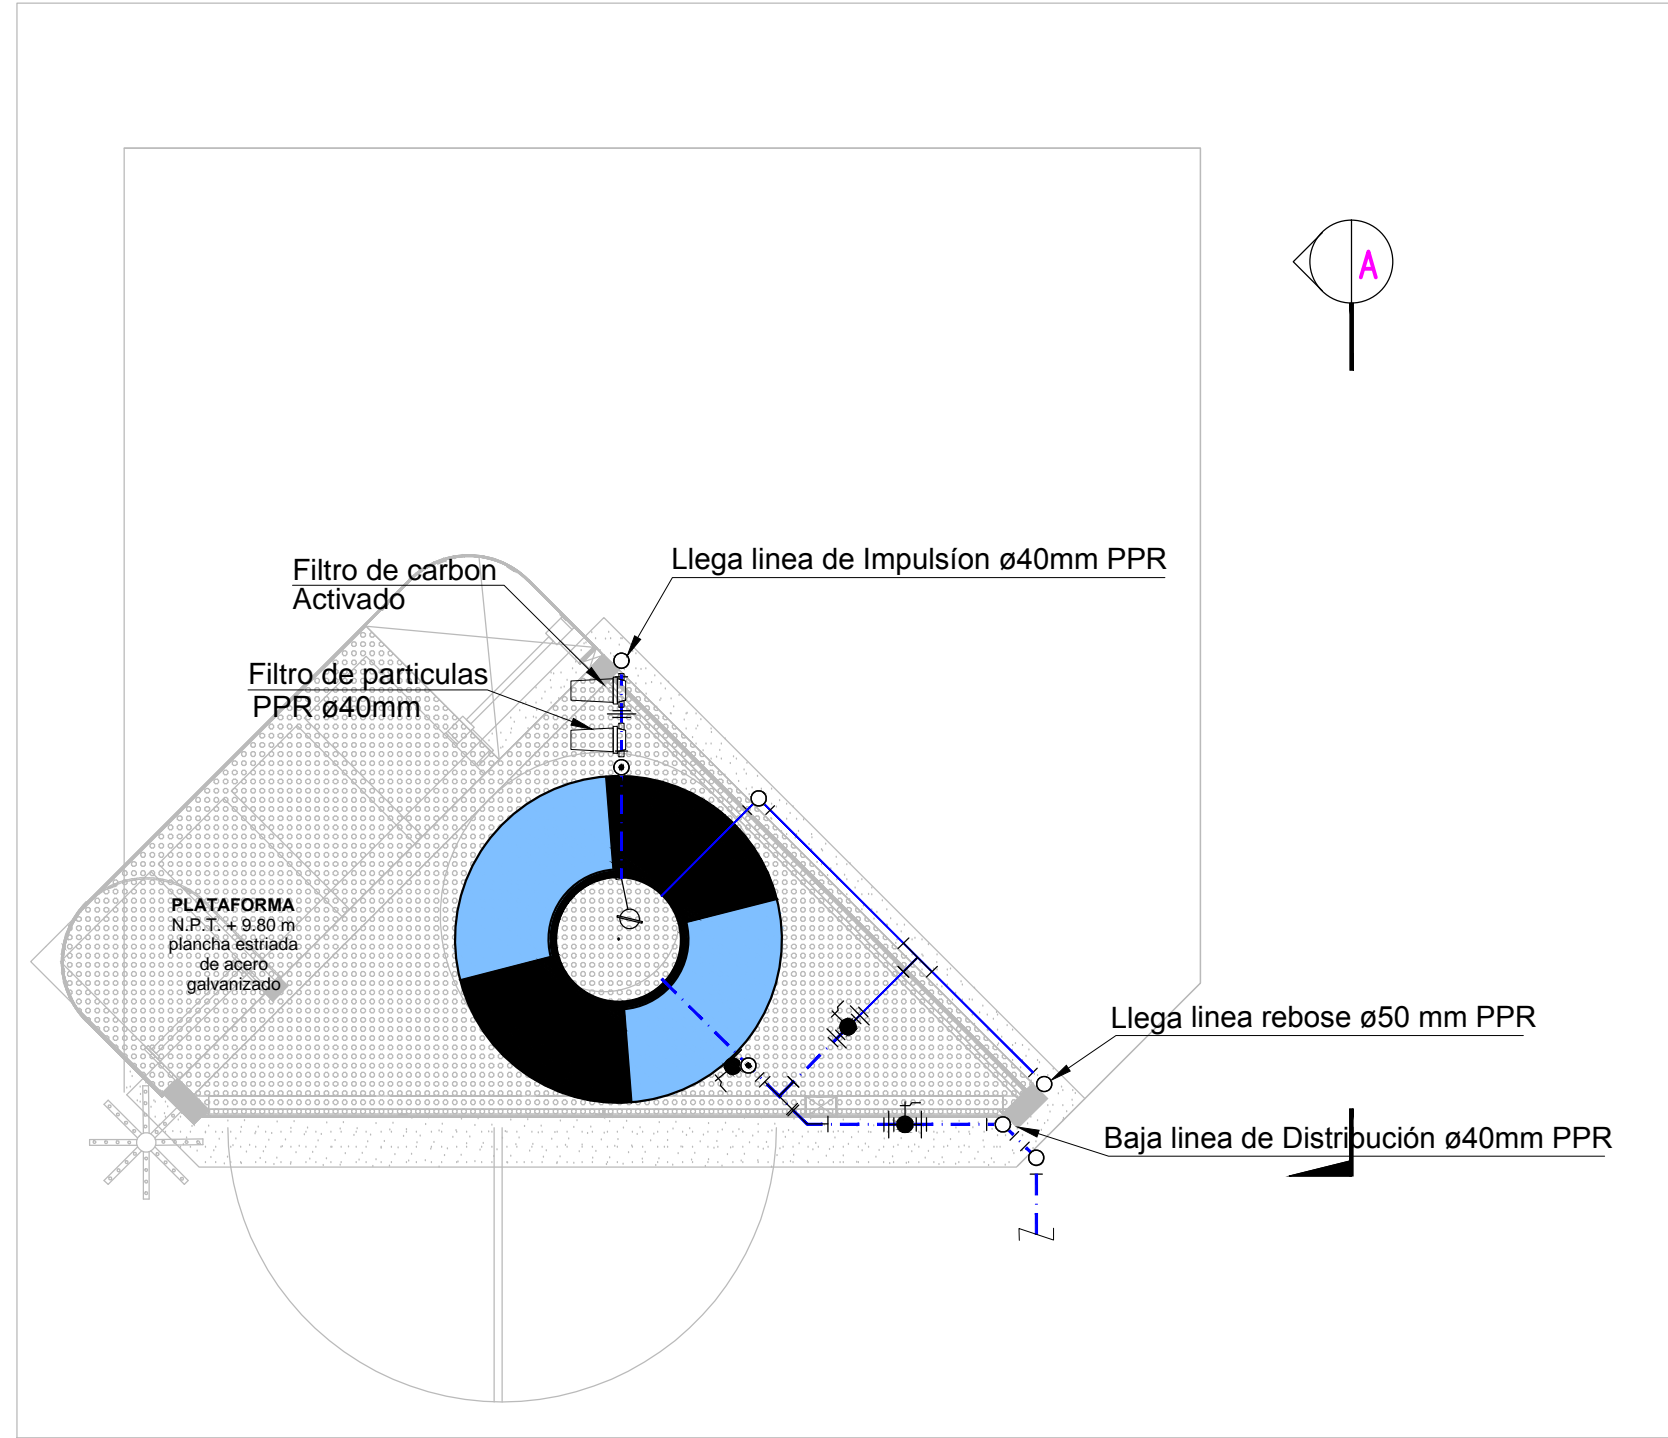 A
Llega linea de Impulsíon ø40mm PPR
Filtro de carbon
Activado
Filtro de particulas
PPR ø40mm
PLATAFORMA
N.P.T. + 9.80 m
plancha estriada
de acero
galvanizado
Llega linea rebose ø50 mm PPR
Baja linea de Distribución ø40mm PPR